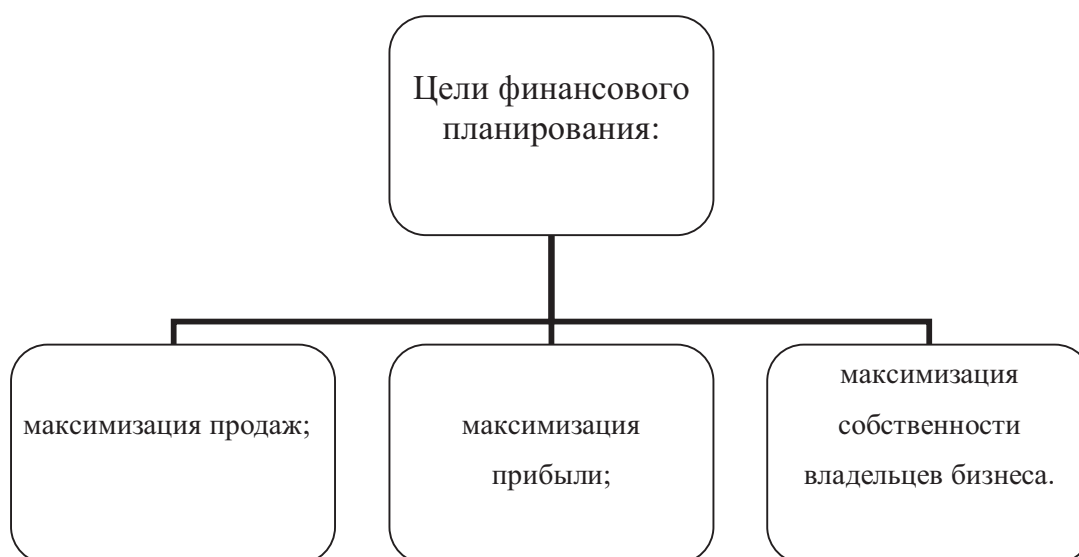 Цели финансового
планирования:
максимизация продаж;
максимизация
прибыли;
максимизация
собственности
владельцев бизнеса.